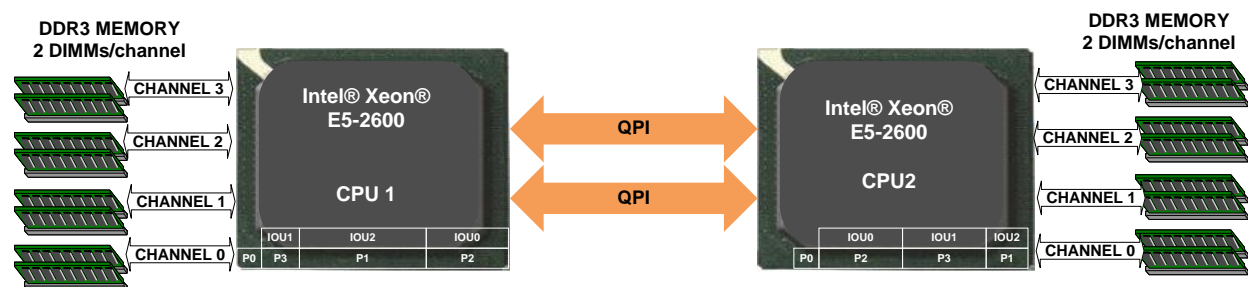 DDR3 MEMORY
2 DIMMs/channel
CHANNEL 3
CHANNEL 2
CHANNEL 1
CHANNEL 0
Intel® Xeon®
E5-2600
CPU 1
IOU1 IOU2 IOU0
P0 P3 P1 P2
QPI
QPI
Intel® Xeon®
E5-2600
CPU2
IOU0 IOU1 IOU2
P0 P2 P3 P1
DDR3 MEMORY
2 DIMMs/channel
CHANNEL 3
CHANNEL 2
CHANNEL 1
CHANNEL 0